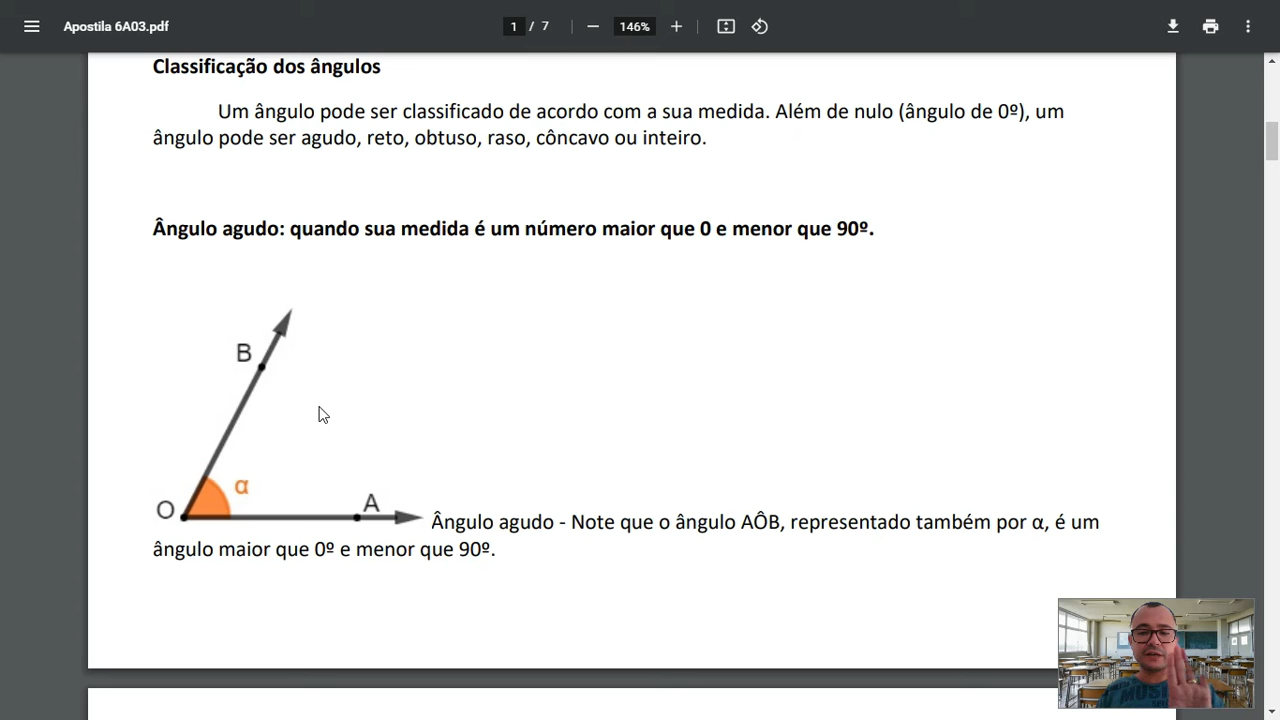 Apostila 6A03.pdf
1 / 7
146%
Classificação dos ângulos
Um ângulo pode ser classificado de acordo com a sua medida. Além de nulo (ângulo de 0º), um
ângulo pode ser agudo, reto, obtuso, raso, côncavo ou inteiro.
Ângulo agudo: quando sua medida é um número maior que 0 e menor que 90º.
B
α
O
A
Ângulo agudo - Note que o ângulo AÔB, representado também por α, é um
ângulo maior que 0º e menor que 90º.